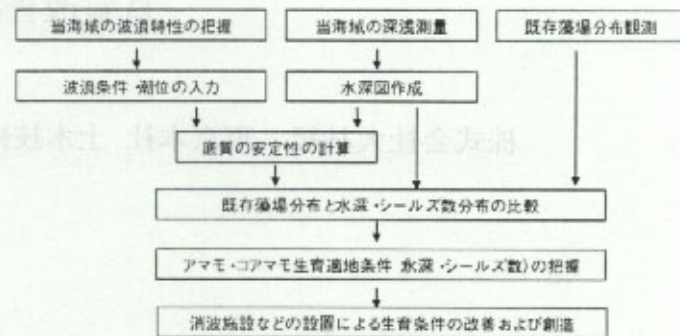 当海域の波浪特性の把握
当海域の深浅測量
既存藻場分布観測
波浪条件・潮位の入力
水深図作成
底質の安定性の計算
既存藻場分布と水深・シールズ数分布の比較
アマモ・コアマモ生育適地条件 水深・シールズ数)の把握
消波施設などの設置による生育条件の改善および創造